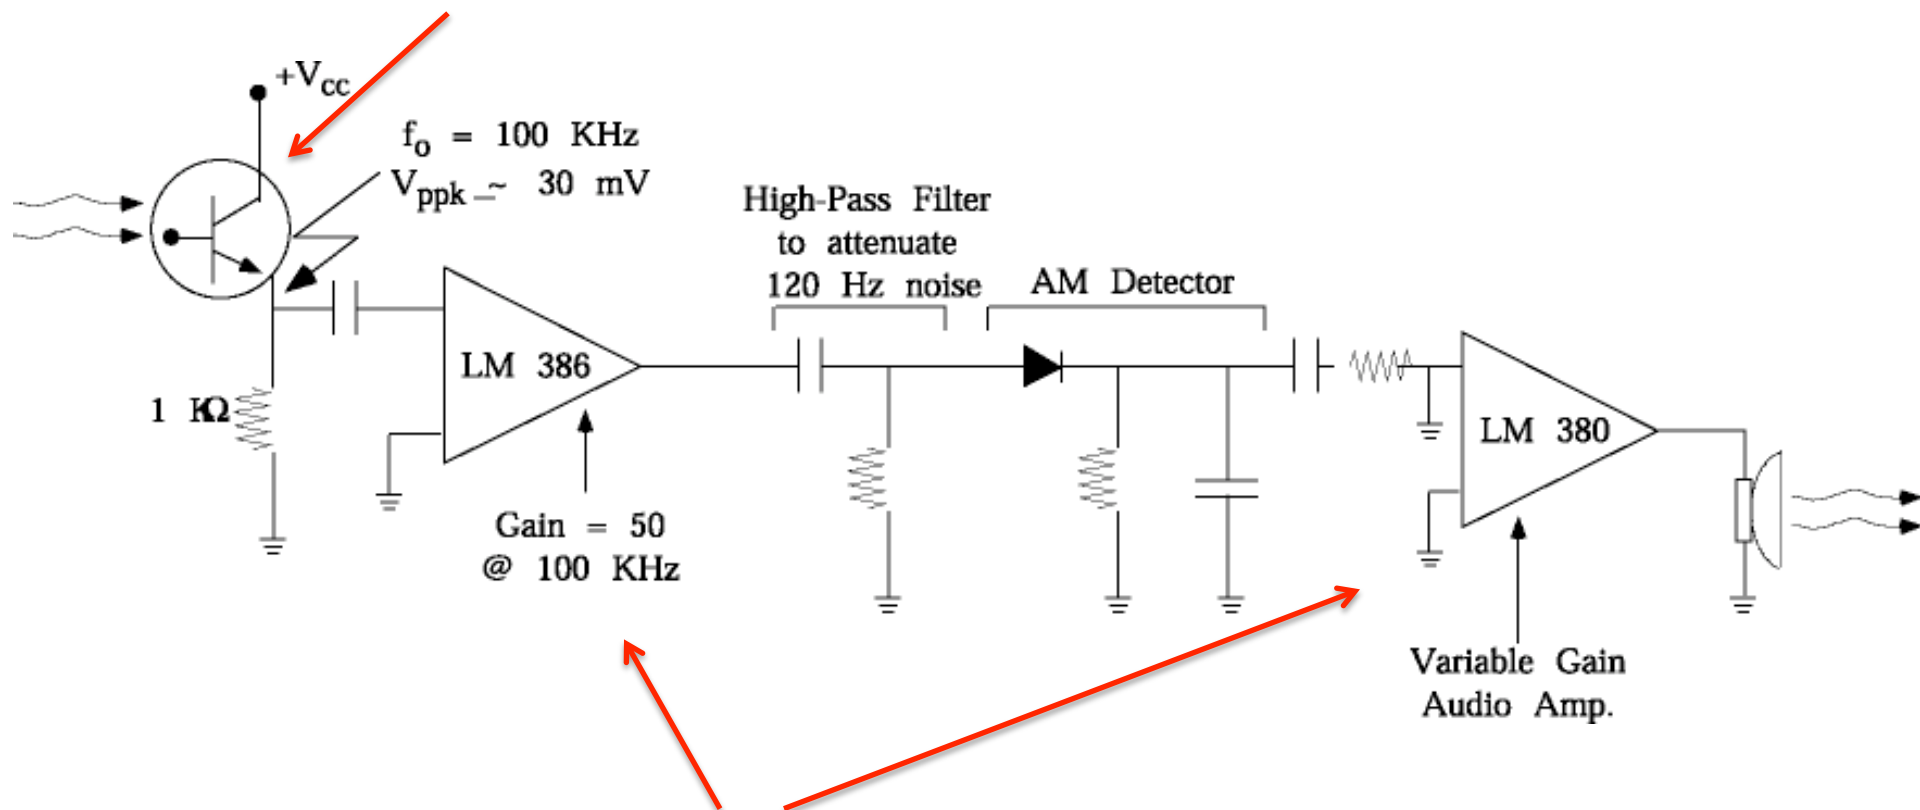 +Vcc
fo = 100 KHz
Vppk ~ 30 mV
High-Pass Filter
to attenuate
120 Hz noise
AM Detector
LM 386
1 KΩ
LM 380
Gain = 50
@ 100 KHz
Variable Gain
Audio Amp.